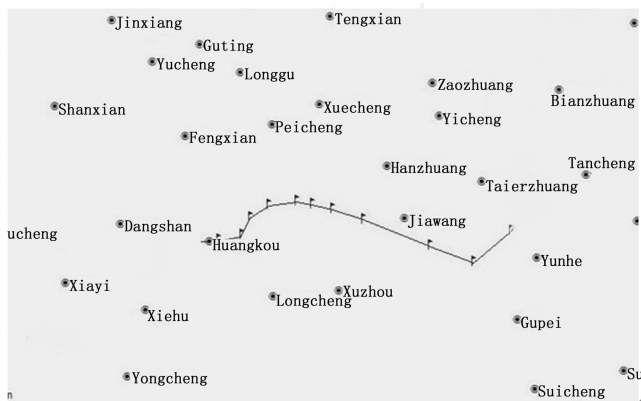 Jinxiang
Tengxian
Guting
Yucheng
Longgu
Zaozhuang
Bianzhuang
Shanxian
Xuecheng
Yicheng
Peicheng
Fengxian
Hanzhuang
Tancheng
Taierzhuang
Dangshan
Jiawang
ucheng
Huangkou
Yunhe
Xiayi
Xuzhou
Longcheng
Xiehu
Gupei
Yongcheng
Su
Suicheng
n